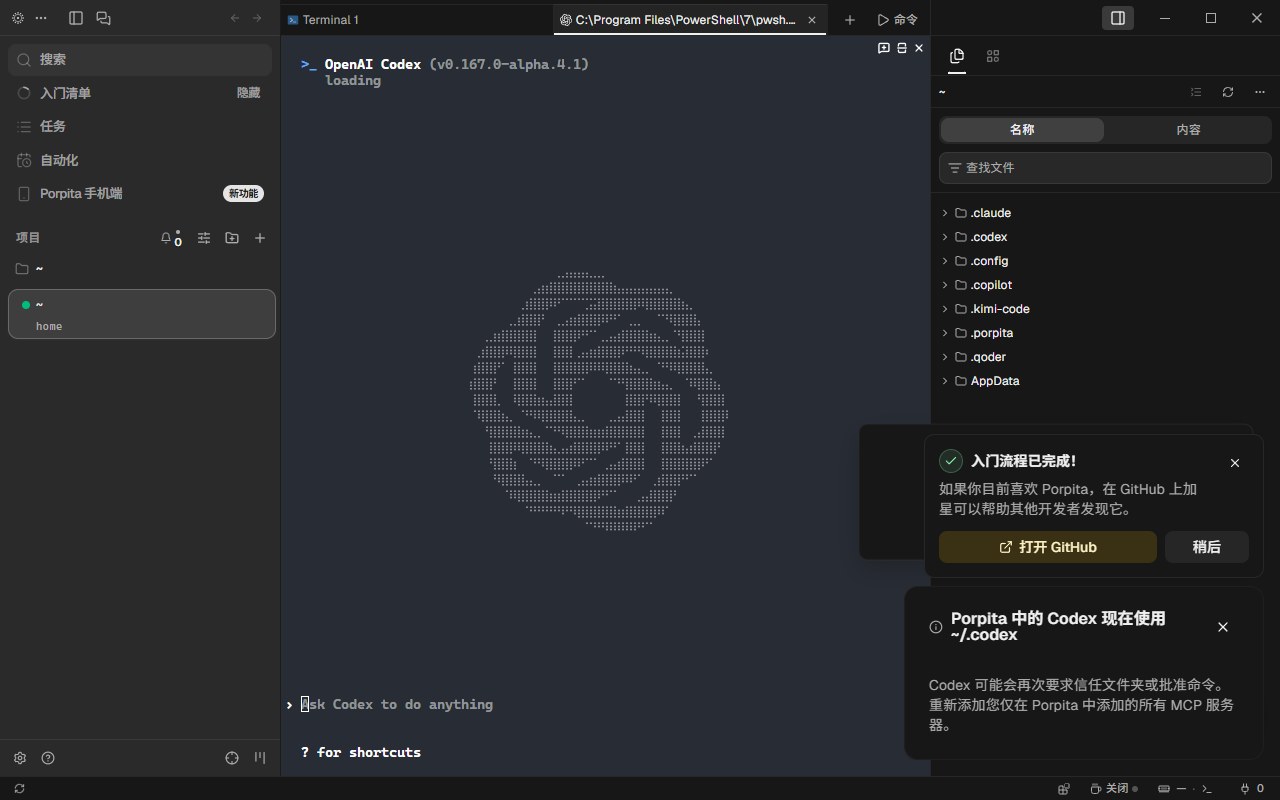 Terminal 1
C:\Program Files\PowerShell\7\pwsh....
命令
搜索
入门清单
隐藏
任务
自动化
Porpita 手机端
新功能
项目
0
~
~
home
>_ OpenAI Codex (v0.167.0-alpha.4.1)
loading
› Ask Codex to do anything
? for shortcuts
~
名称
内容
查找文件
.claude
.codex
.config
.copilot
.kimi-code
.porpita
.qoder
AppData
入门流程已完成！
如果你目前喜欢 Porpita，在 GitHub 上加
星可以帮助其他开发者发现它。
打开 GitHub
稍后
Porpita 中的 Codex 现在使用
~/.codex
Codex 可能会再次要求信任文件夹或批准命令。
重新添加您仅在 Porpita 中添加的所有 MCP 服务
器。
关闭
0